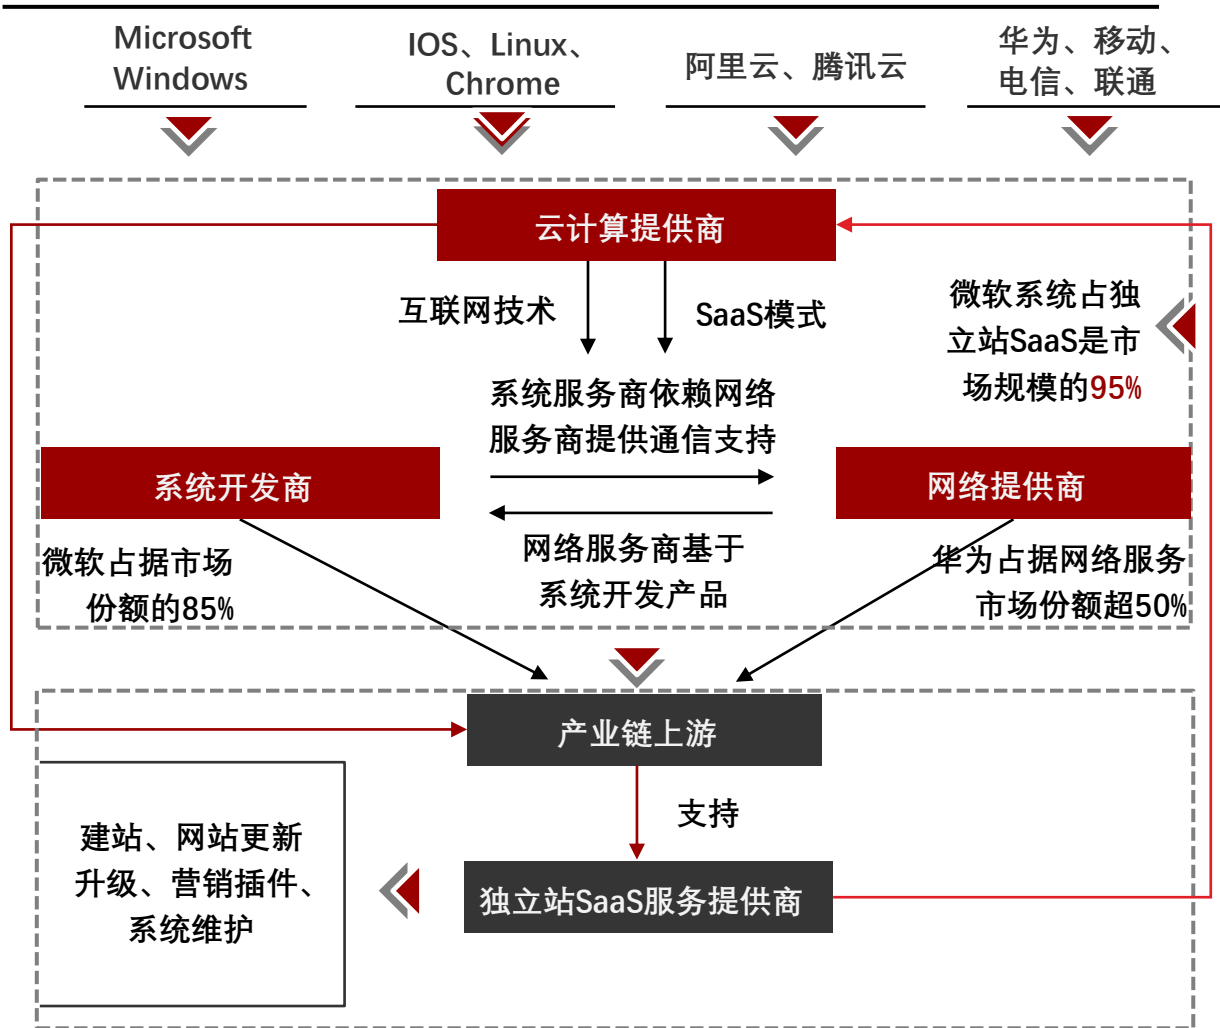 Microsoft
Windows
IOS、Linux、
Chrome
阿里云、腾讯云
华为、移动、
电信、联通
云计算提供商
互联网技术
SaaS模式
微软系统占独
立站SaaS是市
场规模的95%
系统服务商依赖网络
服务商提供通信支持
系统开发商
网络提供商
网络服务商基于
系统开发产品
微软占据市场
份额的85%
华为占据网络服务
市场份额超50%
产业链上游
支持
建站、网站更新
升级、营销插件、
系统维护
独立站SaaS服务提供商